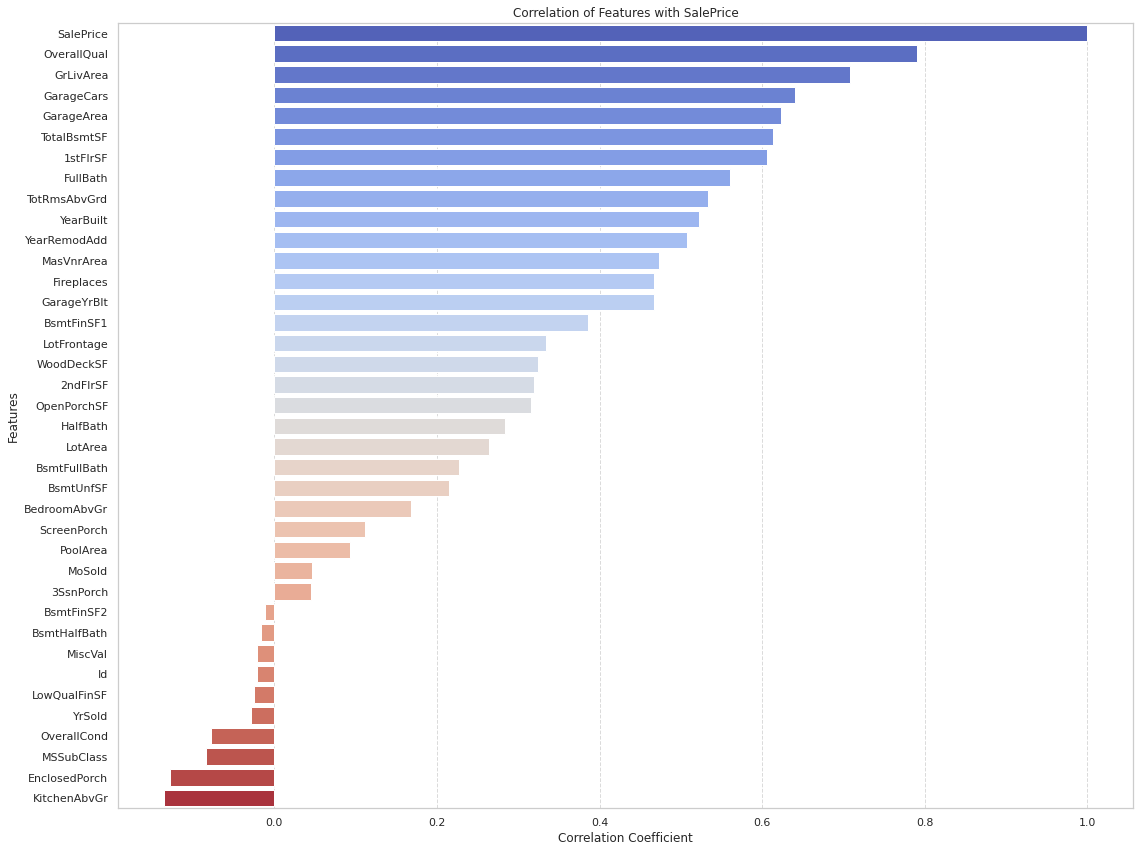 Correlation of Features with SalePrice
SalePrice
OverallQual
GrLivArea
GarageCars
GarageArea
TotalBsmtSF
1stFlrSF
FullBath
TotRmsAbvGrd
YearBuilt
YearRemodAdd
MasVnrArea
Fireplaces
GarageYrBlt
BsmtFinSF1
LotFrontage
WoodDeckSF
2ndFlrSF
OpenPorchSF
HalfBath
LotArea
BsmtFullBath
BsmtUnfSF
BedroomAbvGr
ScreenPorch
PoolArea
MoSold
3SsnPorch
BsmtFinSF2
BsmtHalfBath
MiscVal
Id
LowQualFinSF
YrSold
OverallCond
MSSubClass
EnclosedPorch
KitchenAbvGr
Features
0.0 0.2 0.4 0.6 0.8 1.0
Correlation Coefficient